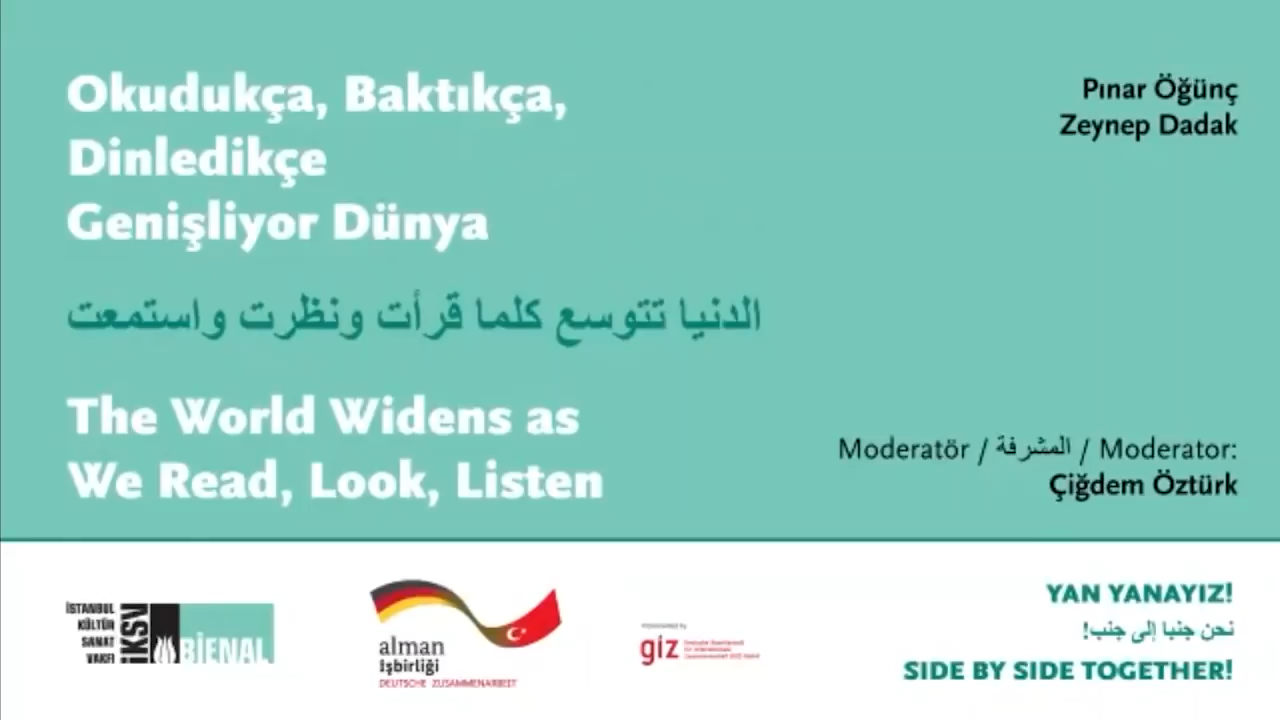 Okudukça, Baktıkça,
Dinledikçe
Genişliyor Dünya
الدنيا تتوسع كلما قرأت ونظرت واستمعت
The World Widens as
We Read, Look, Listen
Pınar Öğünç
Zeynep Dadak
Moderatör / المشرفة / Moderator:
Çiğdem Öztürk
İSTANBUL
KÜLTÜR
SANAT
VAKFI
İKSV
BİENAL
alman
işbirliği
DEUTSCHE ZUSAMMENARBEIT
giz
YAN YANAYIZ!
نحن جنبا إلى جنب!
SIDE BY SIDE TOGETHER!